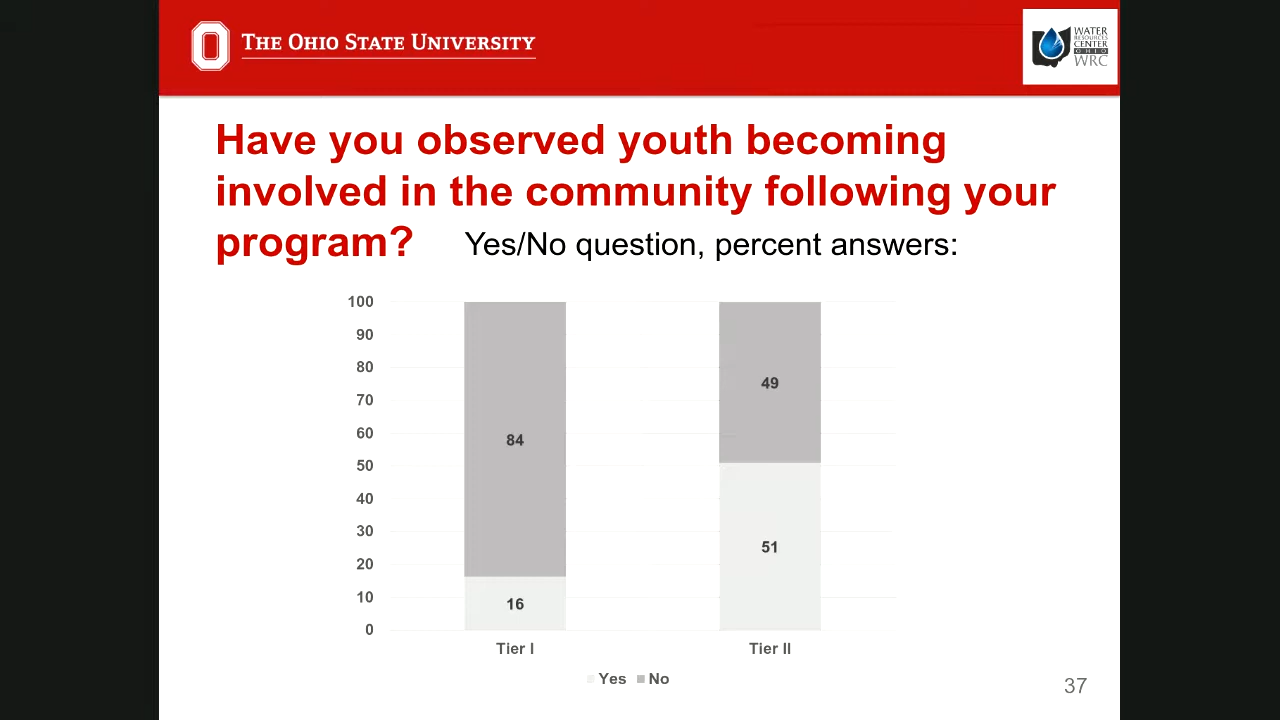 THE OHIO STATE UNIVERSITY
WATER
RESOURCES
CENTER
OHIO
WRC
Have you observed youth becoming
involved in the community following your
program? Yes/No question, percent answers:
100
90
80
70
60
50
40
30
20
10
0
84
16
49
51
Tier I Tier II
Yes No
37